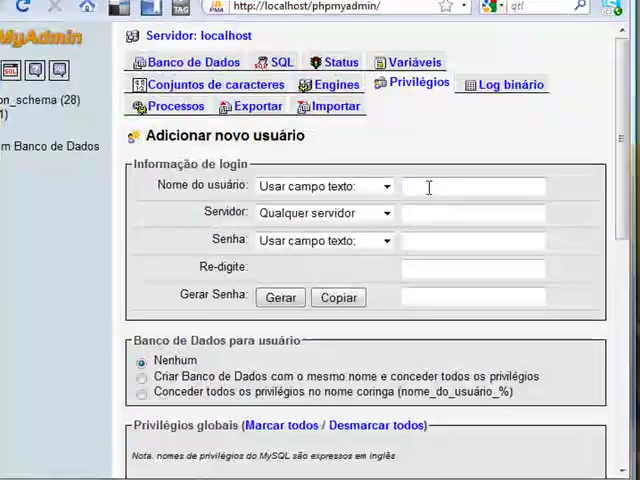 http://localhost/phpmyadmin/
qtl
MyAdmin
Servidor: localhost
Banco de Dados SQL Status Variáveis
Conjuntos de caracteres Engines Privilégios Log binário
Processos Exportar Importar
on_schema (28)
1)
m Banco de Dados
Adicionar novo usuário
Informação de login
Nome do usuário: Usar campo texto:
Servidor: Qualquer servidor
Senha: Usar campo texto:
Re-digite:
Gerar Senha: Gerar Copiar
Banco de Dados para usuário
Nenhum
Criar Banco de Dados com o mesmo nome e conceder todos os privilégios
Conceder todos os privilégios no nome coringa (nome_do_usuário_%)
Privilégios globais (Marcar todos / Desmarcar todos)
Nota. nomes de privilégios do MySQL são expressos em inglês